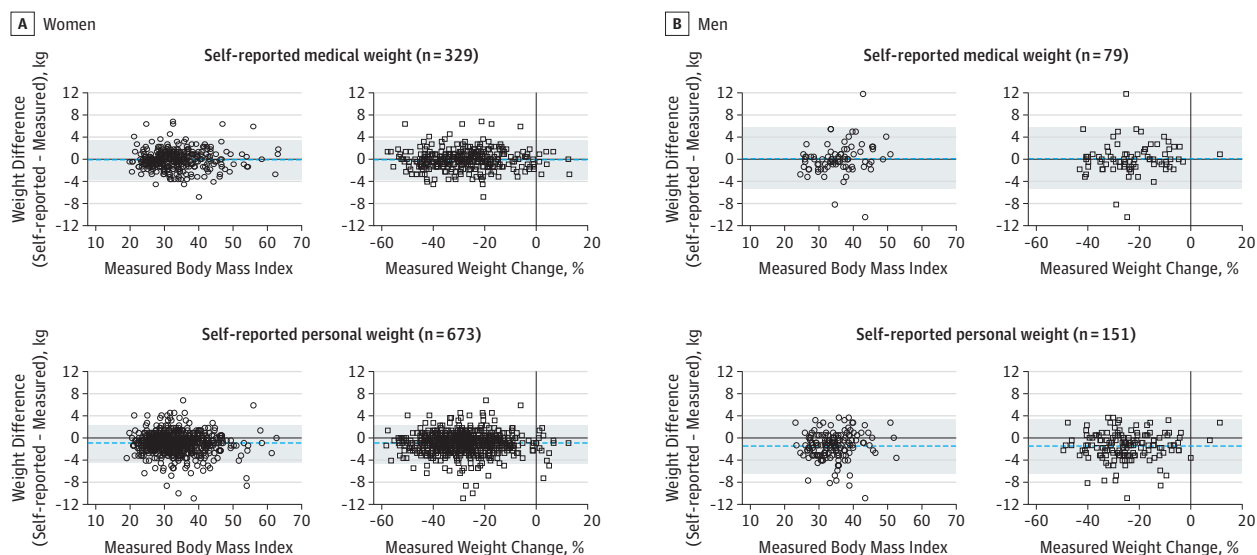 A Women
Self-reported medical weight (n = 329)
Weight Difference
(Self-reported – Measured), kg
12
8
4
0
-4
-8
-12
10 20 30 40 50 60 70
Measured Body Mass Index
12
8
4
0
-4
-8
-12
-60 -40 -20 0 20
Measured Weight Change, %
Self-reported personal weight (n = 673)
Weight Difference
(Self-reported – Measured), kg
12
8
4
0
-4
-8
-12
10 20 30 40 50 60 70
Measured Body Mass Index
12
8
4
0
-4
-8
-12
-60 -40 -20 0 20
Measured Weight Change, %
B Men
Self-reported medical weight (n = 79)
Weight Difference
(Self-reported – Measured), kg
12
8
4
0
-4
-8
-12
10 20 30 40 50 60 70
Measured Body Mass Index
12
8
4
0
-4
-8
-12
-60 -40 -20 0 20
Measured Weight Change, %
Self-reported personal weight (n = 151)
Weight Difference
(Self-reported – Measured), kg
12
8
4
0
-4
-8
-12
10 20 30 40 50 60 70
Measured Body Mass Index
12
8
4
0
-4
-8
-12
-60 -40 -20 0 20
Measured Weight Change, %